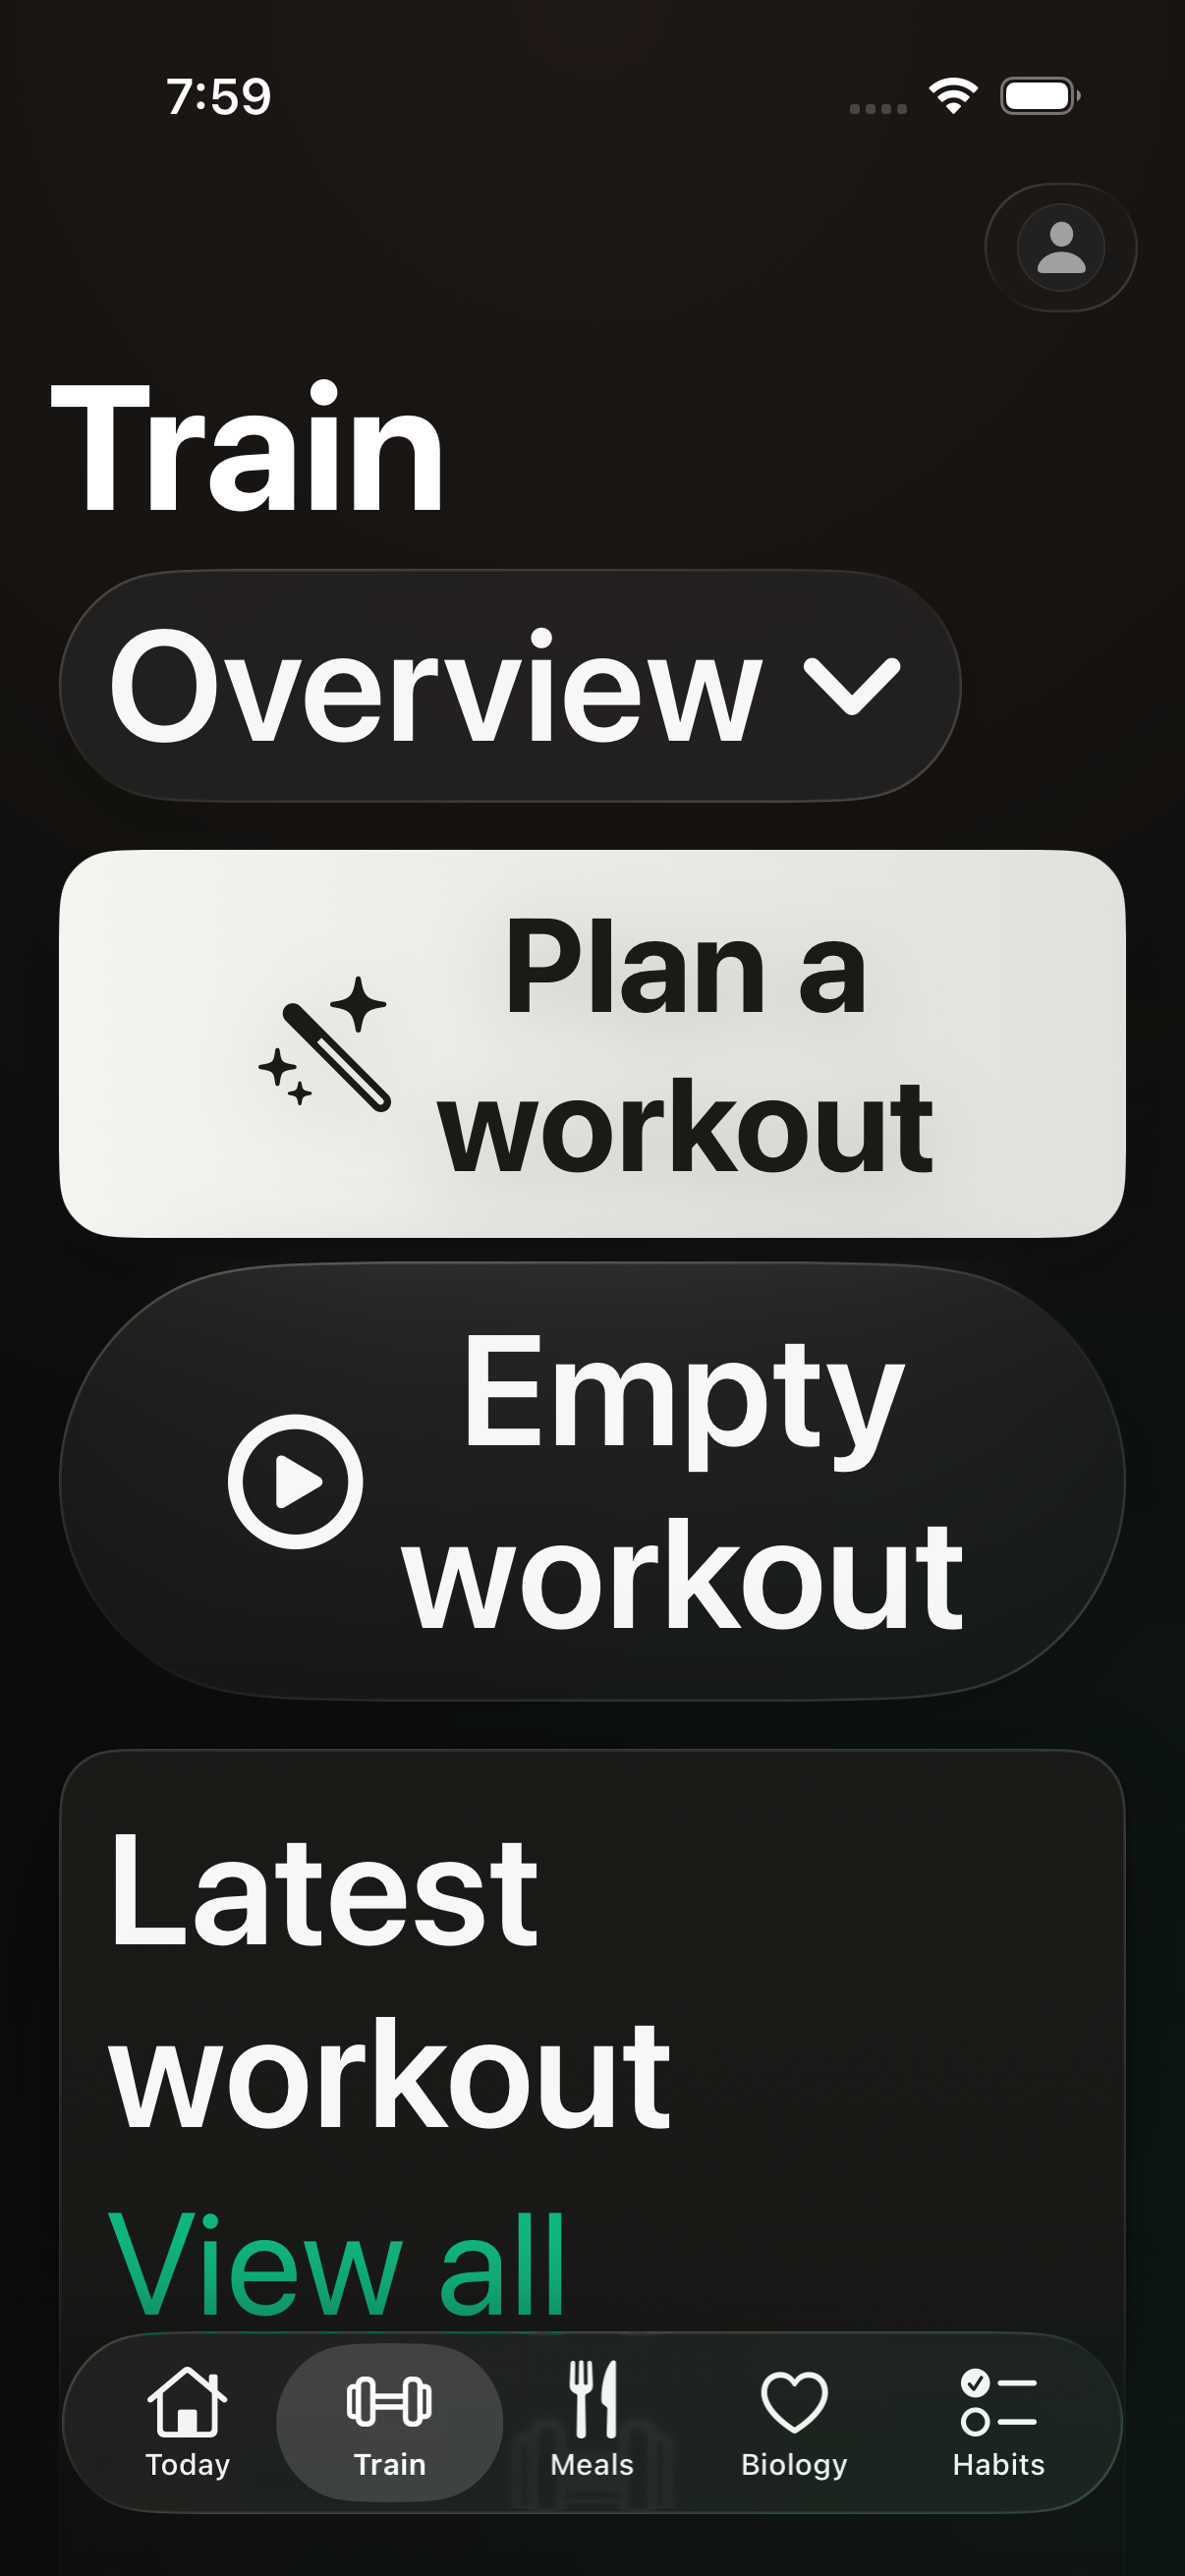 7:59
Train
Overview
Plan a
workout
Empty
workout
Latest
workout
View all
Today
Train
Meals
Biology
Habits